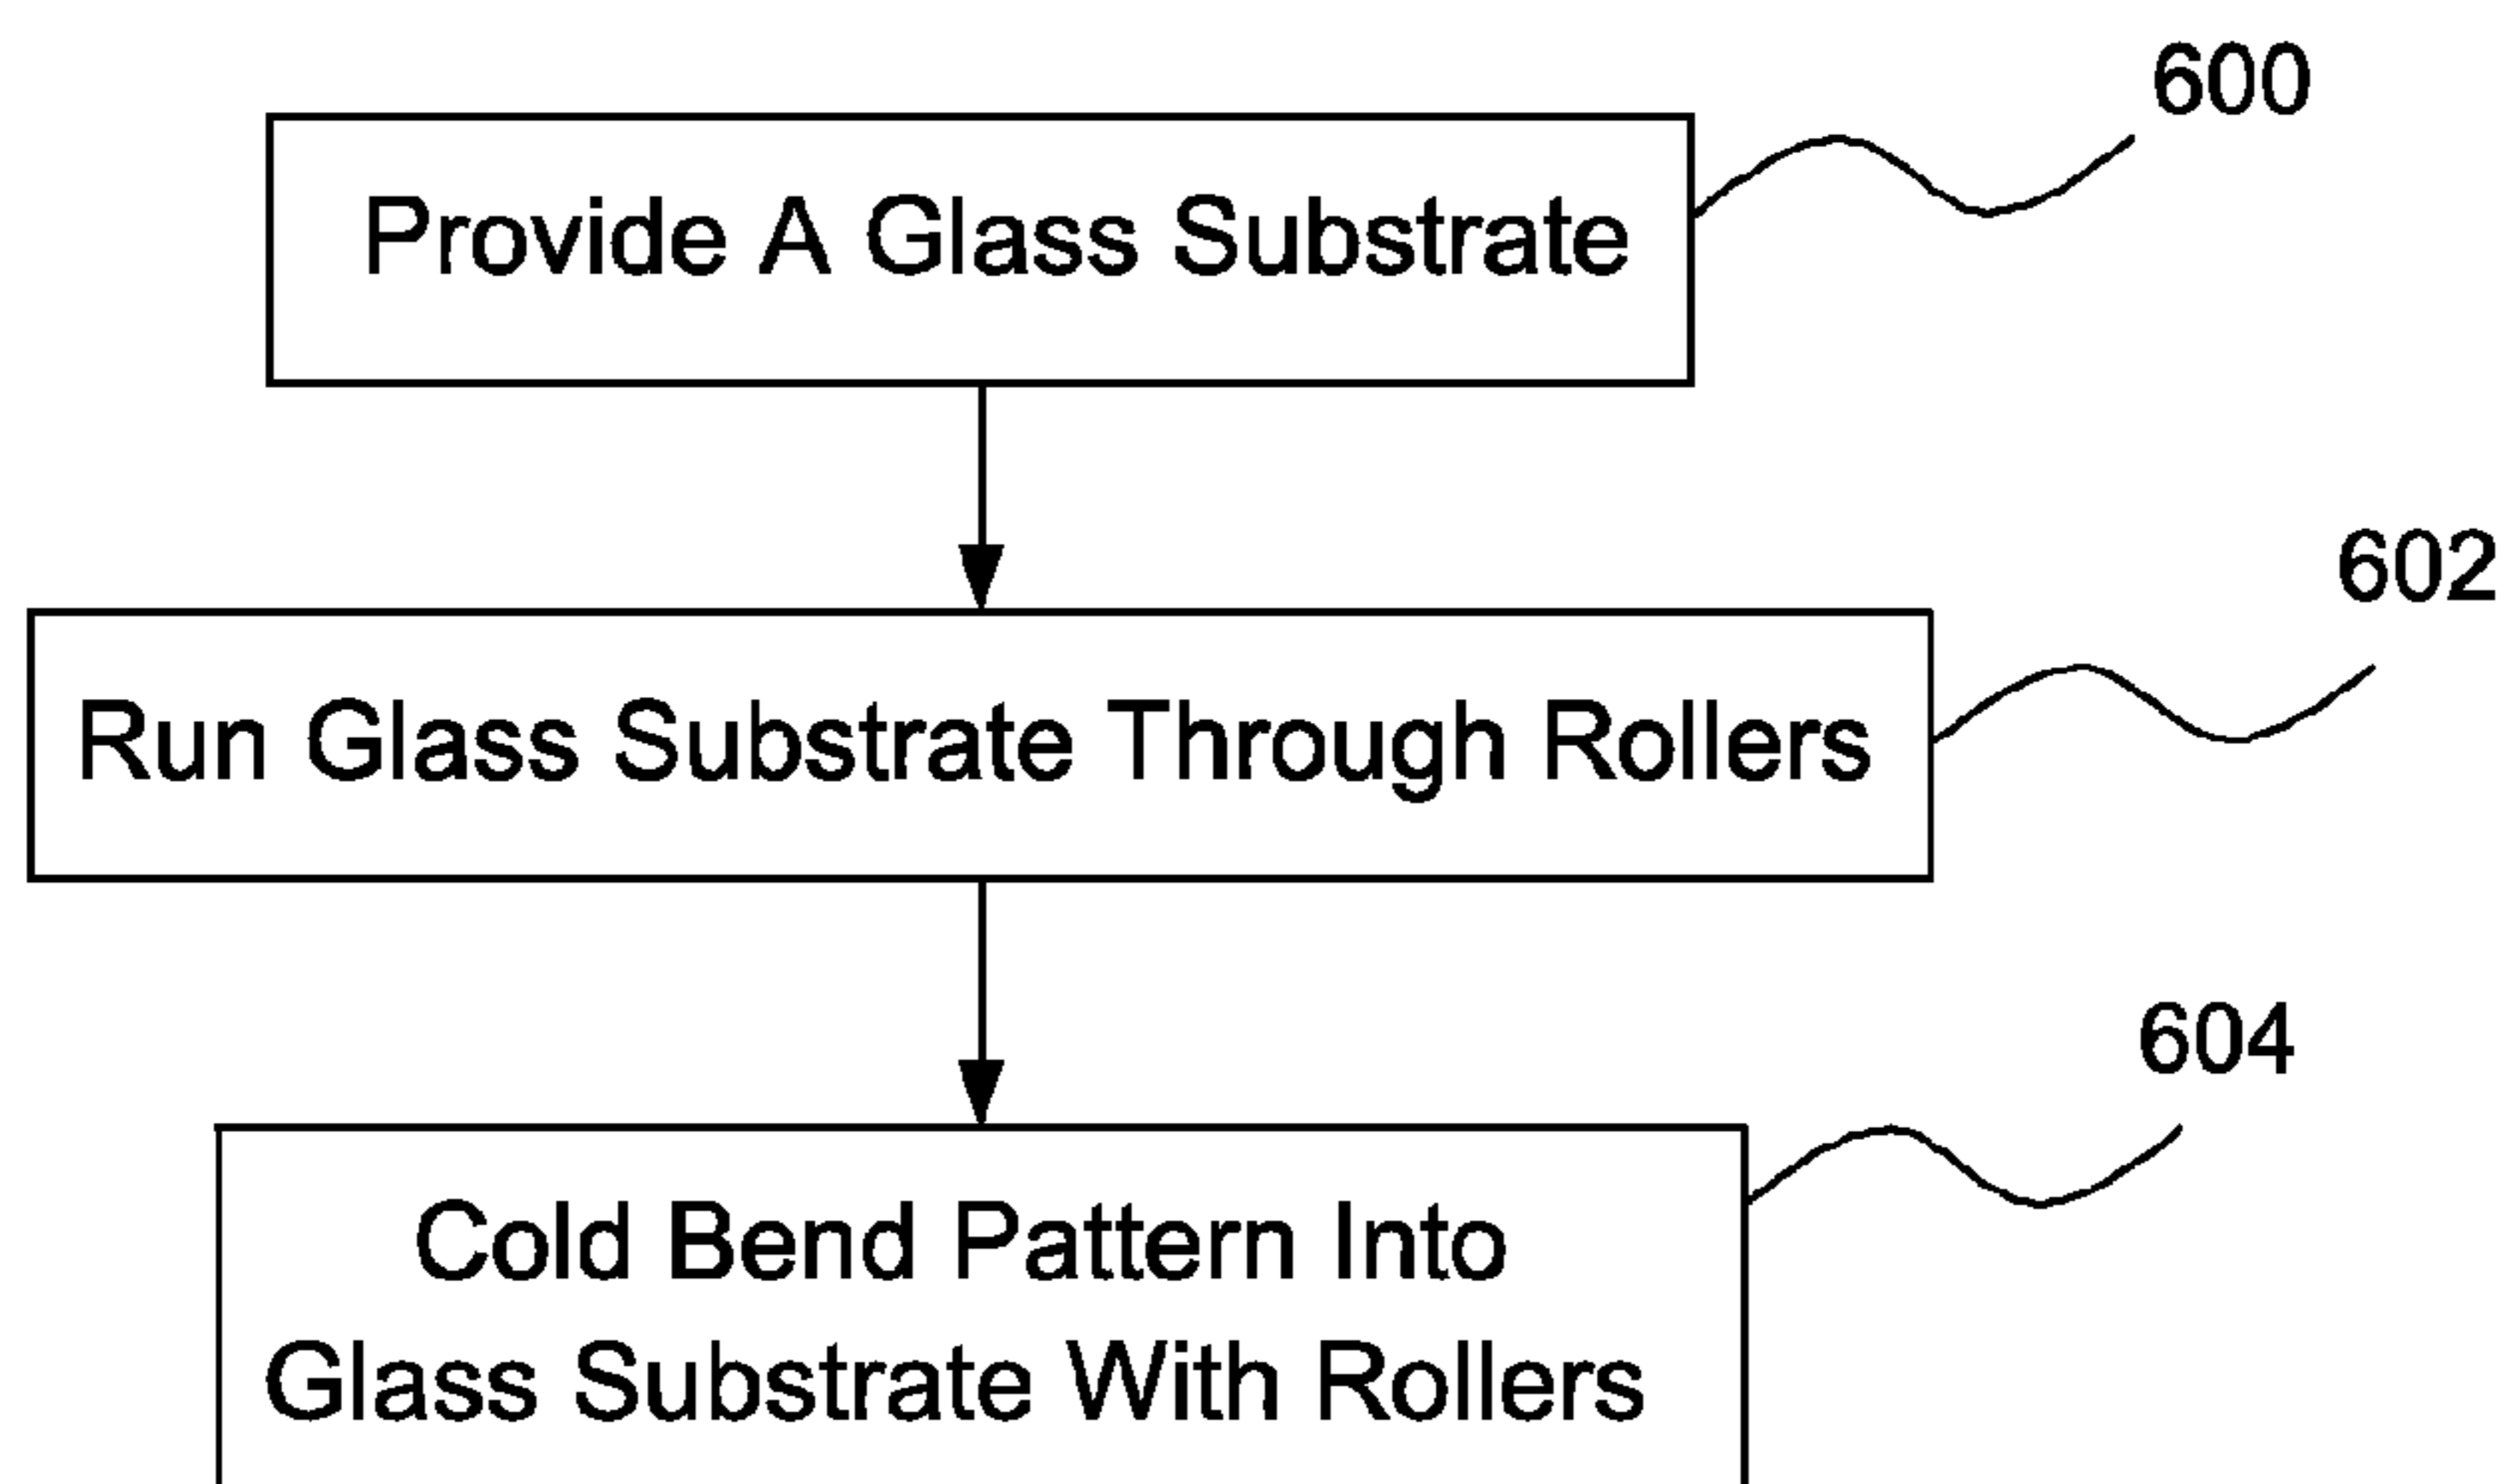 600
Provide A Glass Substrate
602
Run Glass Substrate Through Rollers
604
Cold Bend Pattern Into
Glass Substrate With Rollers